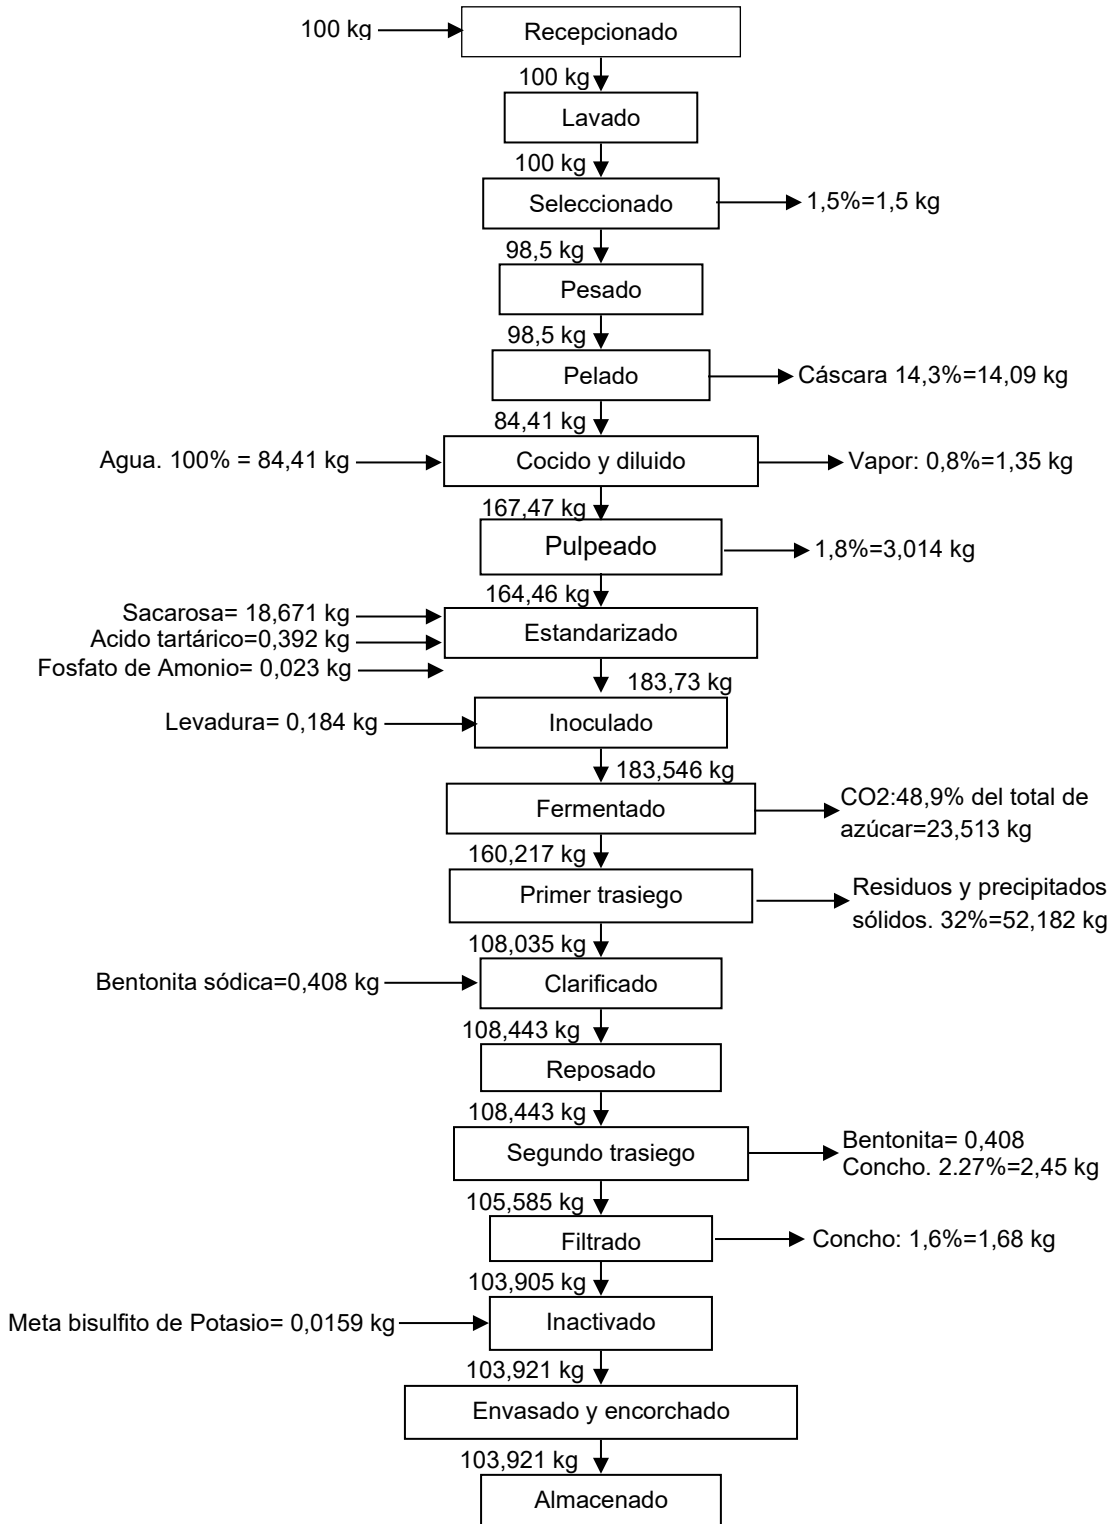 100 kg
Recepcionado
100 kg
Lavado
100 kg
Seleccionado
1,5%=1,5 kg
98,5 kg
Pesado
98,5 kg
Pelado
Cáscara 14,3%=14,09 kg
84,41 kg
Agua. 100% = 84,41 kg
Cocido y diluido
Vapor: 0,8%=1,35 kg
167,47 kg
Pulpeado
1,8%=3,014 kg
164,46 kg
Sacarosa= 18,671 kg
Acido tartárico=0,392 kg
Fosfato de Amonio= 0,023 kg
Estandarizado
183,73 kg
Levadura= 0,184 kg
Inoculado
183,546 kg
Fermentado
CO2:48,9% del total de
azúcar=23,513 kg
160,217 kg
Primer trasiego
Residuos y precipitados
sólidos. 32%=52,182 kg
108,035 kg
Bentonita sódica=0,408 kg
Clarificado
108,443 kg
Reposado
108,443 kg
Segundo trasiego
Bentonita= 0,408
Concho. 2.27%=2,45 kg
105,585 kg
Filtrado
Concho: 1,6%=1,68 kg
103,905 kg
Meta bisulfito de Potasio= 0,0159 kg
Inactivado
103,921 kg
Envasado y encorchado
103,921 kg
Almacenado